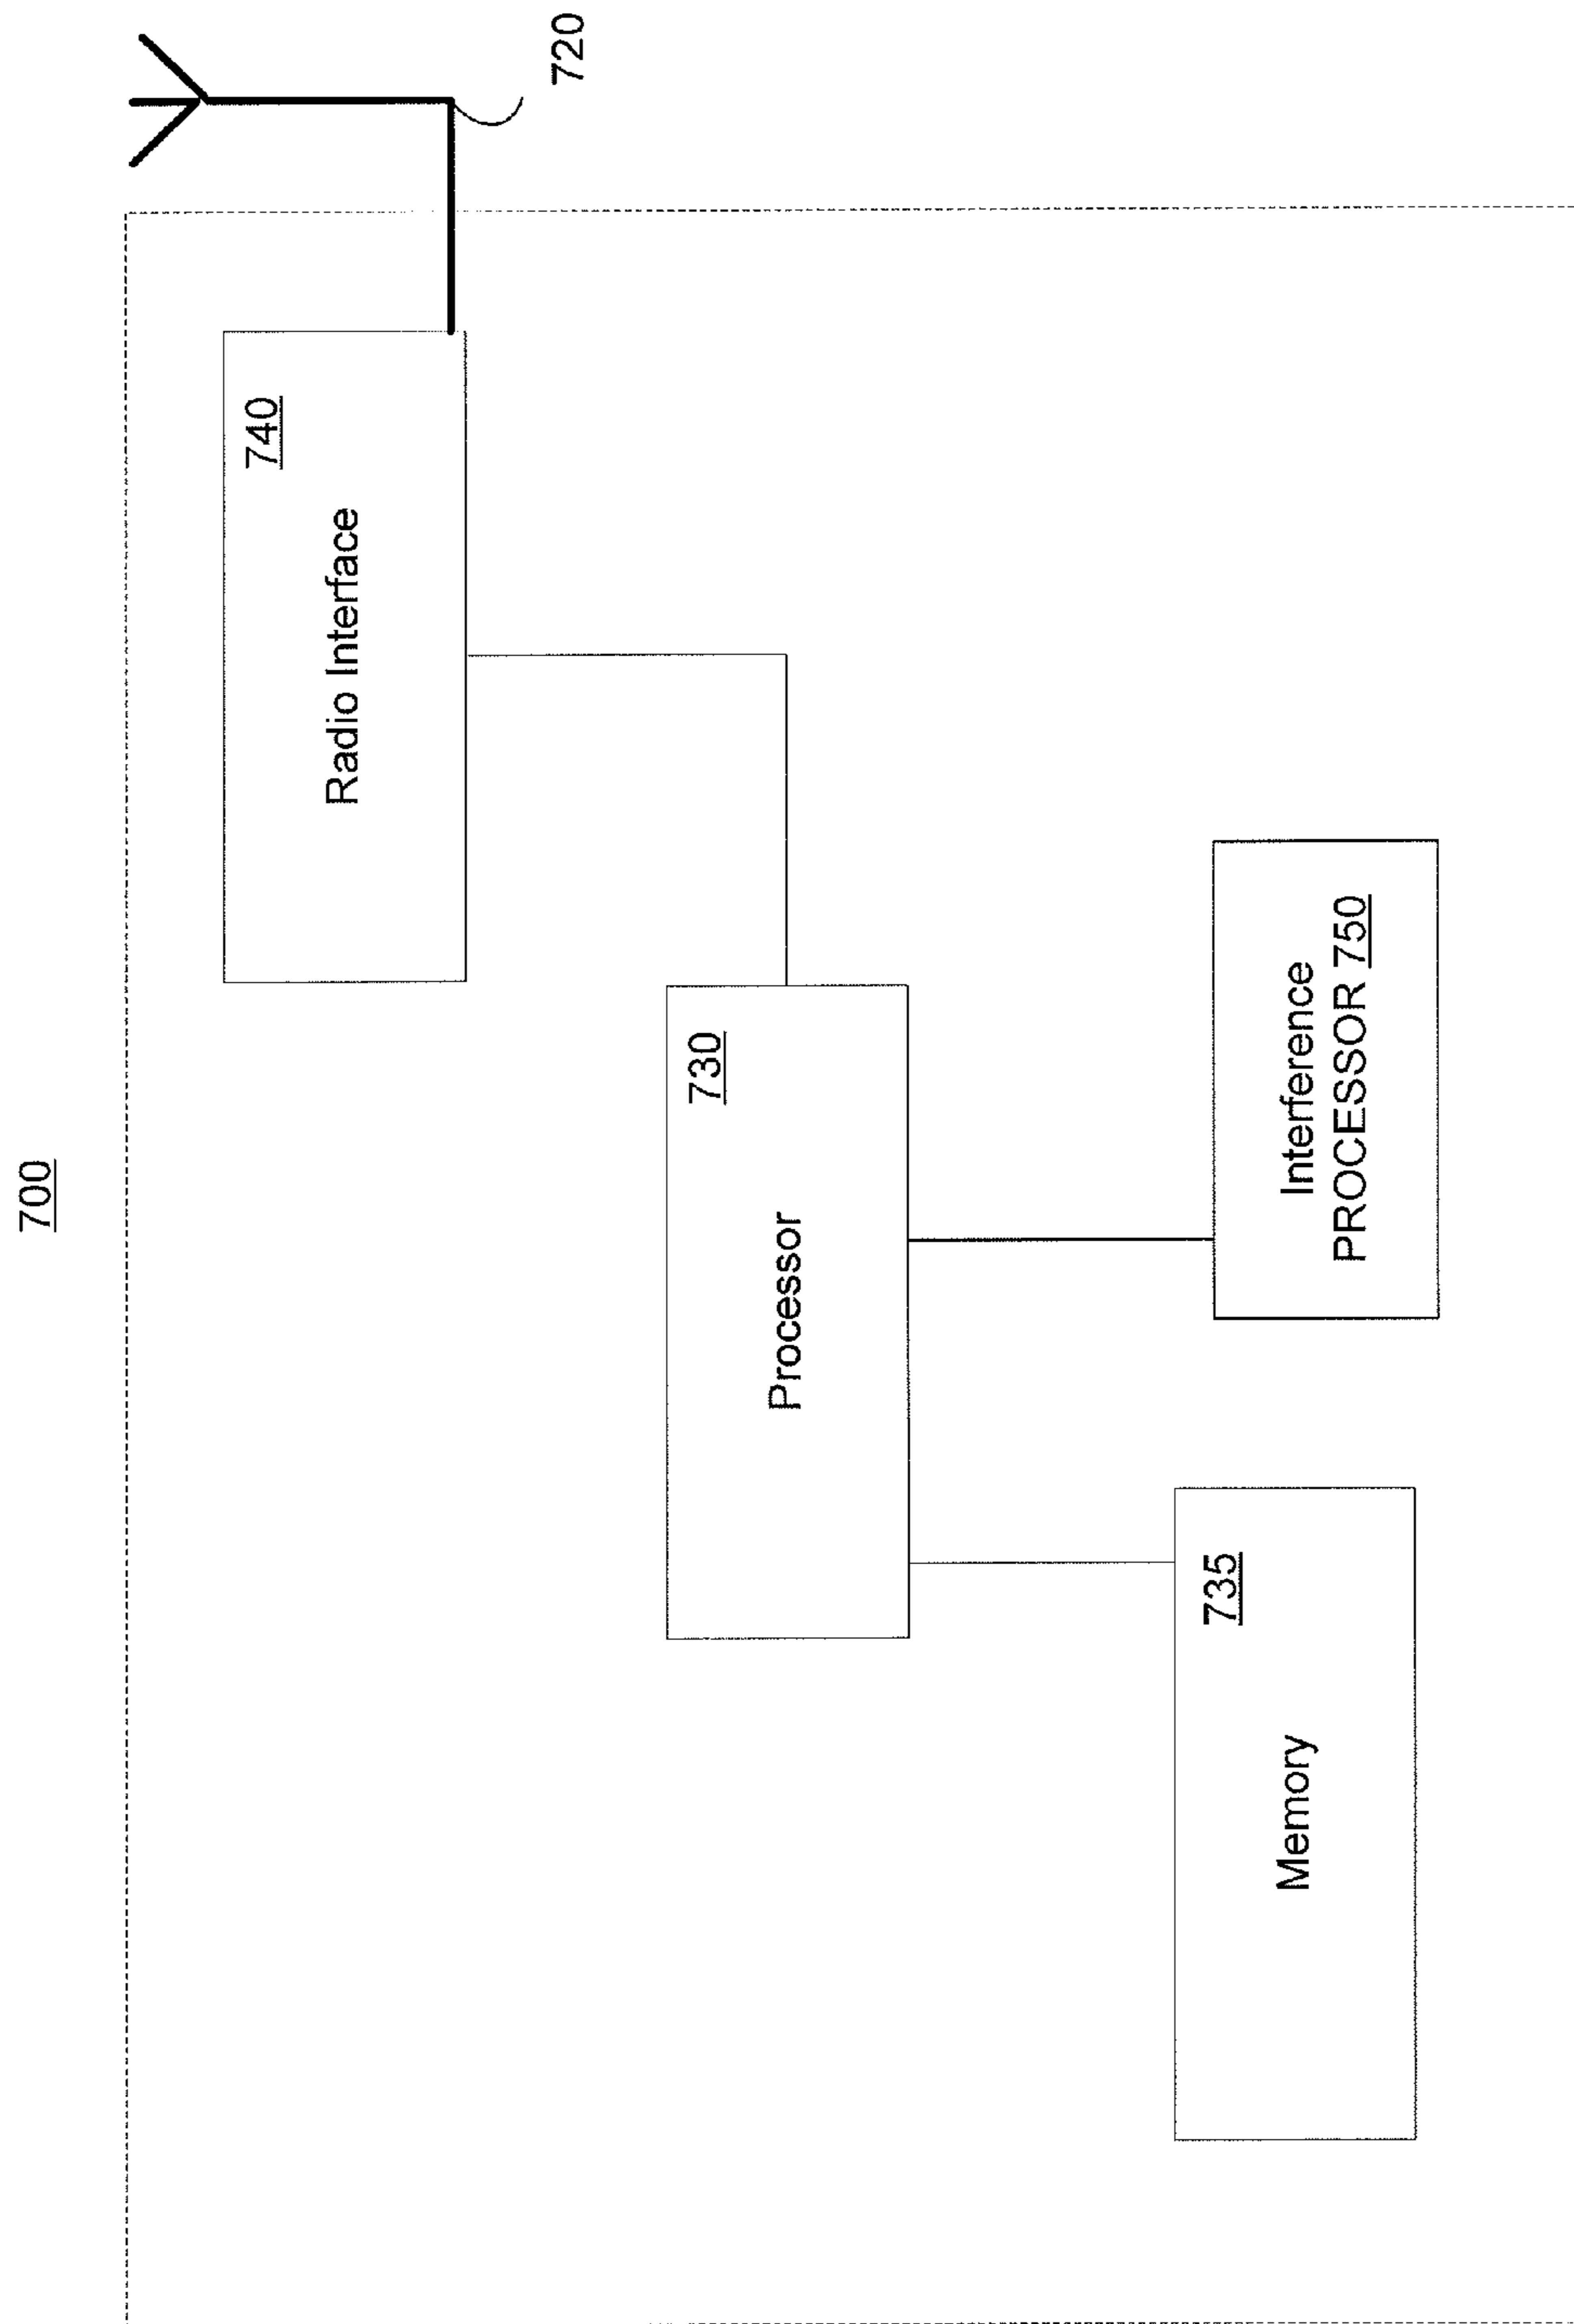 700
720
740
Radio Interface
730
Processor
Interference
PROCESSOR 750
735
Memory